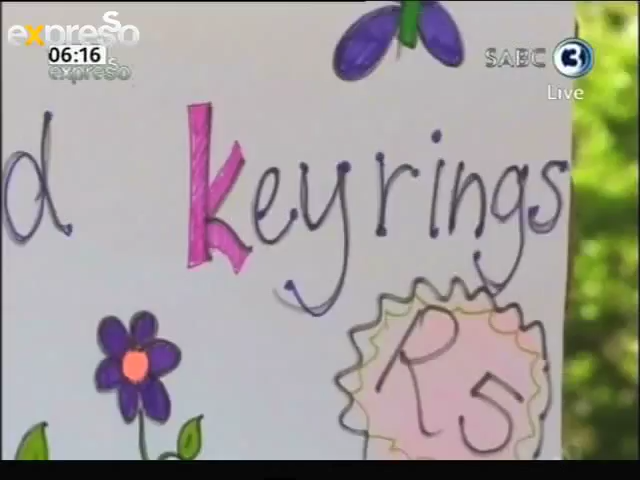 expresso
06:16
expresso
SABC 3
Live
d keyrings
R5